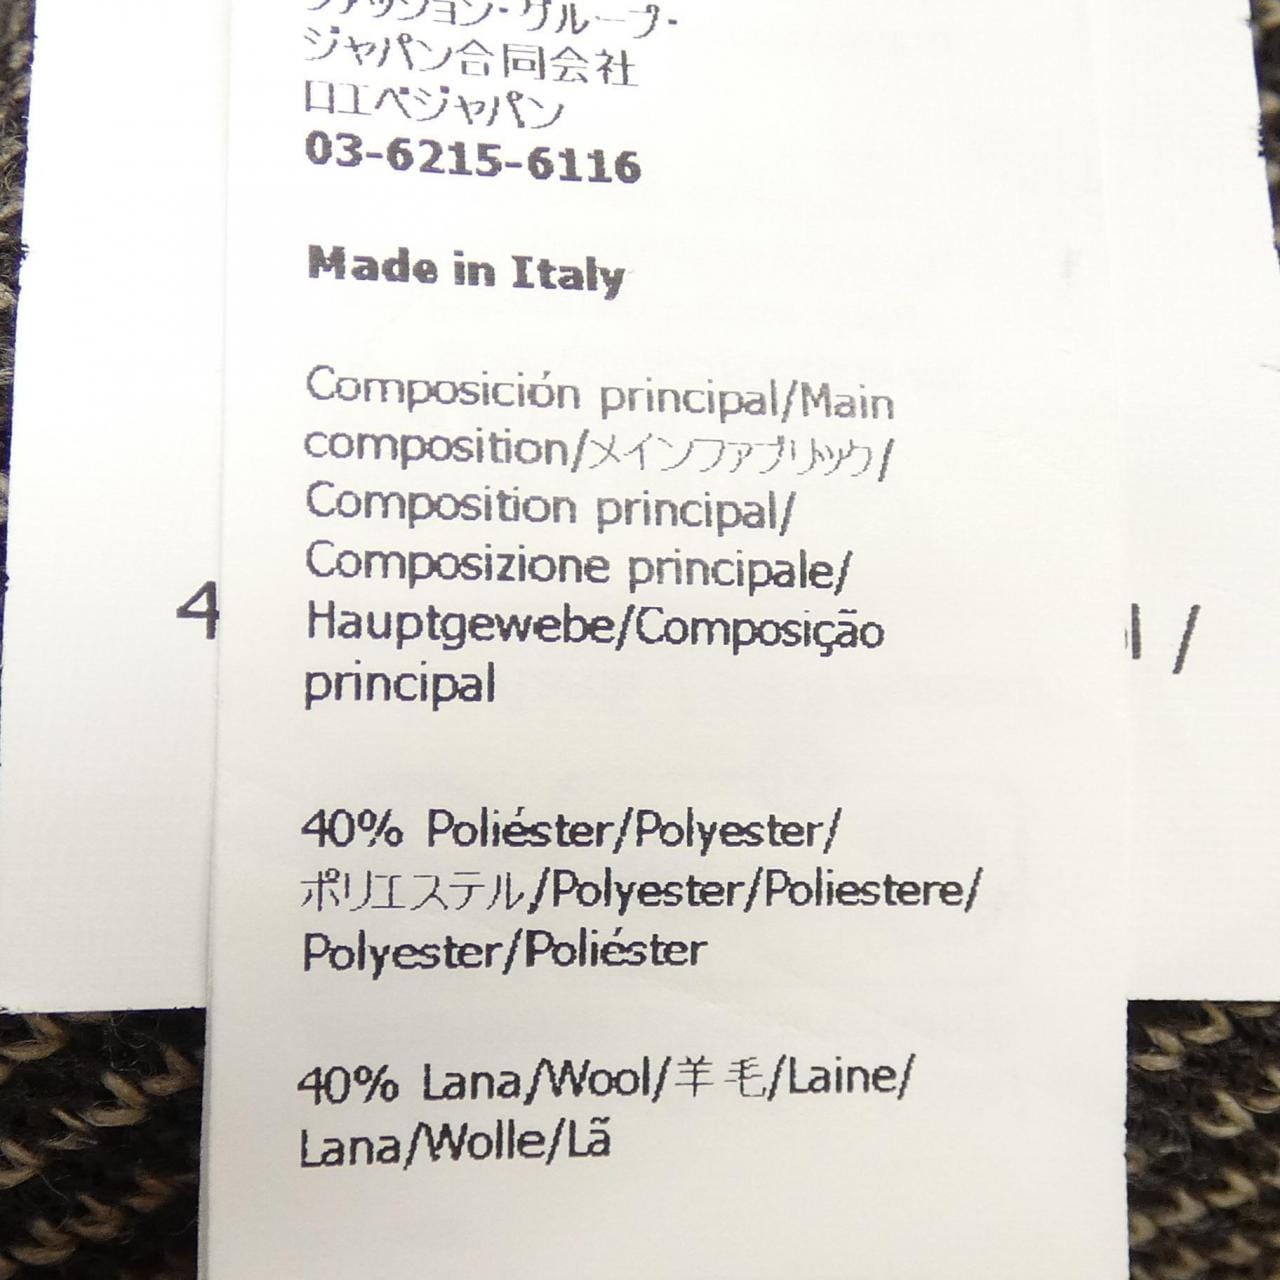 ファッション・グループ・
ジャパン合同会社
ロエベジャパン
03-6215-6116
Made in Italy
Composición principal/Main
composition/メインファブリック/
Composition principal/
Composizione principale/
Hauptgewebe/Composição
principal
4
l /
40% Poliéster/Polyester/
ポリエステル/Polyester/Poliestere/
Polyester/Poliéster
40% Lana/Wool/羊毛/Laine/
Lana/Wolle/Lã